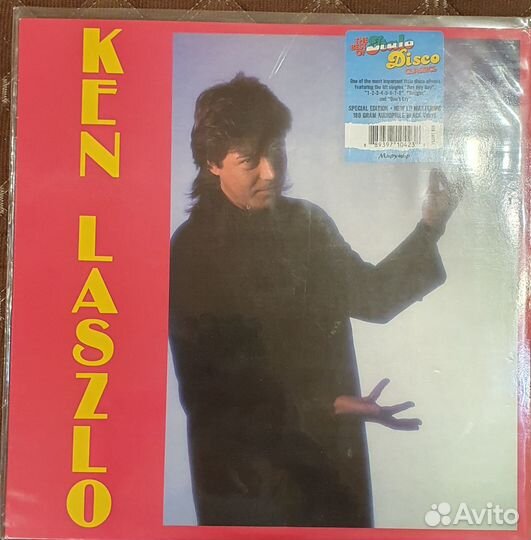 KEN LASZLO
THE BEST OF Italo
Disco
CLASSICS
One of the most important Italo disco albums
featuring the hit singles "Hey Hey Guy",
"1-2-3-4-5-6-7-8", "Tonight"
and "Don't Cry"
SPECIAL EDITION • NEW LP MASTERING
180 GRAM AUDIOPHILE BLACK VINYL
Mirumir
Avito